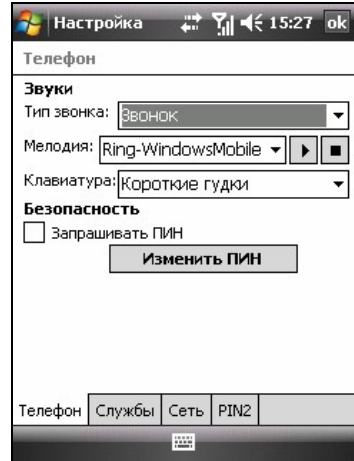 Настройка 15:27 ok
Телефон
Звуки
Тип звонка: Звонок
Мелодия: Ring-WindowsMobile
Клавиатура: Короткие гудки
Безопасность
Запрашивать ПИН
Изменить ПИН
Телефон Службы Сеть PIN2